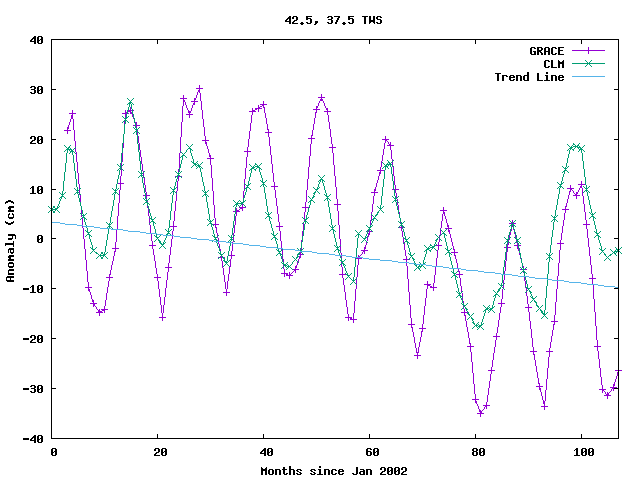 42.5, 37.5 TWS
GRACE
CLM
Trend Line
Anomaly (cm)
40
30
20
10
0
-10
-20
-30
-40
0 20 40 60 80 100
Months since Jan 2002